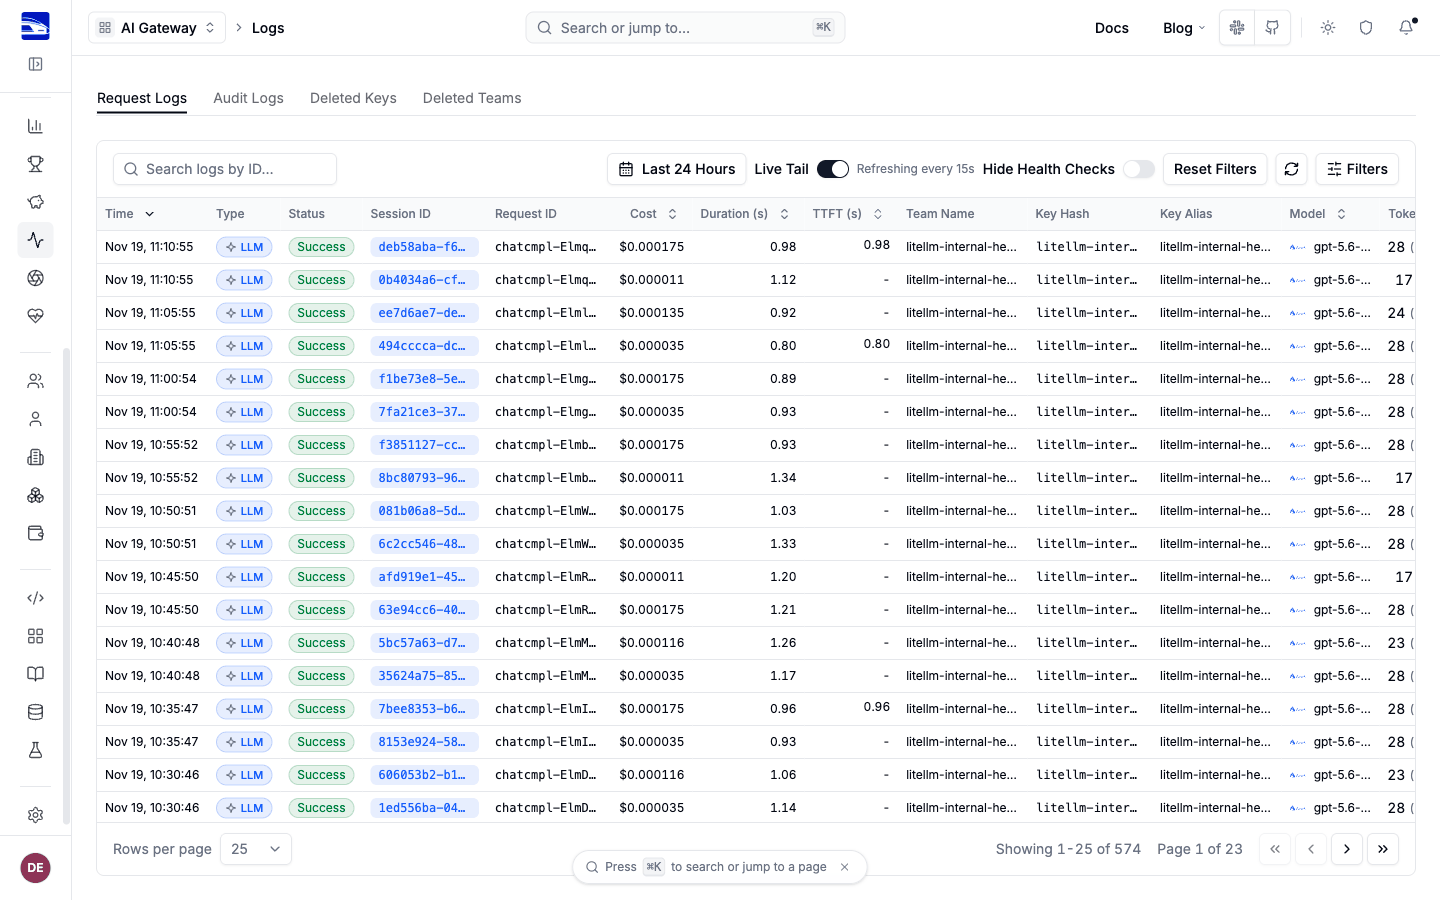 AI Gateway
Logs
Search or jump to...
⌘K
Docs
Blog
Request Logs
Audit Logs
Deleted Keys
Deleted Teams
Search logs by ID...
Last 24 Hours
Live Tail
Refreshing every 15s
Hide Health Checks
Reset Filters
Filters
Time Type Status Session ID Request ID Cost Duration (s) TTFT (s) Team Name Key Hash Key Alias Model Toke
Nov 19, 11:10:55 LLM Success deb58aba-f6… chatcmpl-Elmq… $0.000175 0.98 0.98 litellm-internal-he… litellm-inter… litellm-internal-he… gpt-5.6-… 28 (
Nov 19, 11:10:55 LLM Success 0b4034a6-cf… chatcmpl-Elmq… $0.000011 1.12 - litellm-internal-he… litellm-inter… litellm-internal-he… gpt-5.6-… 17
Nov 19, 11:05:55 LLM Success ee7d6ae7-de… chatcmpl-Elml… $0.000135 0.92 - litellm-internal-he… litellm-inter… litellm-internal-he… gpt-5.6-… 24 (
Nov 19, 11:05:55 LLM Success 494cccca-dc… chatcmpl-Elml… $0.000035 0.80 0.80 litellm-internal-he… litellm-inter… litellm-internal-he… gpt-5.6-… 28 (
Nov 19, 11:00:54 LLM Success f1be73e8-5e… chatcmpl-Elmg… $0.000175 0.89 - litellm-internal-he… litellm-inter… litellm-internal-he… gpt-5.6-… 28 (
Nov 19, 11:00:54 LLM Success 7fa21ce3-37… chatcmpl-Elmg… $0.000035 0.93 - litellm-internal-he… litellm-inter… litellm-internal-he… gpt-5.6-… 28 (
Nov 19, 10:55:52 LLM Success f3851127-cc… chatcmpl-Elmb… $0.000175 0.93 - litellm-internal-he… litellm-inter… litellm-internal-he… gpt-5.6-… 28 (
Nov 19, 10:55:52 LLM Success 8bc80793-96… chatcmpl-Elmb… $0.000011 1.34 - litellm-internal-he… litellm-inter… litellm-internal-he… gpt-5.6-… 17
Nov 19, 10:50:51 LLM Success 081b06a8-5d… chatcmpl-ElmW… $0.000175 1.03 - litellm-internal-he… litellm-inter… litellm-internal-he… gpt-5.6-… 28 (
Nov 19, 10:50:51 LLM Success 6c2cc546-48… chatcmpl-ElmW… $0.000035 1.33 - litellm-internal-he… litellm-inter… litellm-internal-he… gpt-5.6-… 28 (
Nov 19, 10:45:50 LLM Success afd919e1-45… chatcmpl-ElmR… $0.000011 1.20 - litellm-internal-he… litellm-inter… litellm-internal-he… gpt-5.6-… 17
Nov 19, 10:45:50 LLM Success 63e94cc6-40… chatcmpl-ElmR… $0.000175 1.21 - litellm-internal-he… litellm-inter… litellm-internal-he… gpt-5.6-… 28 (
Nov 19, 10:40:48 LLM Success 5bc57a63-d7… chatcmpl-ElmM… $0.000116 1.26 - litellm-internal-he… litellm-inter… litellm-internal-he… gpt-5.6-… 23 (
Nov 19, 10:40:48 LLM Success 35624a75-85… chatcmpl-ElmM… $0.000035 1.17 - litellm-internal-he… litellm-inter… litellm-internal-he… gpt-5.6-… 28 (
Nov 19, 10:35:47 LLM Success 7bee8353-b6… chatcmpl-ElmI… $0.000175 0.96 0.96 litellm-internal-he… litellm-inter… litellm-internal-he… gpt-5.6-… 28 (
Nov 19, 10:35:47 LLM Success 8153e924-58… chatcmpl-ElmI… $0.000035 0.93 - litellm-internal-he… litellm-inter… litellm-internal-he… gpt-5.6-… 28 (
Nov 19, 10:30:46 LLM Success 606053b2-b1… chatcmpl-ElmD… $0.000116 1.06 - litellm-internal-he… litellm-inter… litellm-internal-he… gpt-5.6-… 23 (
Nov 19, 10:30:46 LLM Success 1ed556ba-04… chatcmpl-ElmD… $0.000035 1.14 - litellm-internal-he… litellm-inter… litellm-internal-he… gpt-5.6-… 28 (
Rows per page 25
Showing 1-25 of 574
Page 1 of 23
Press ⌘K to search or jump to a page
DE